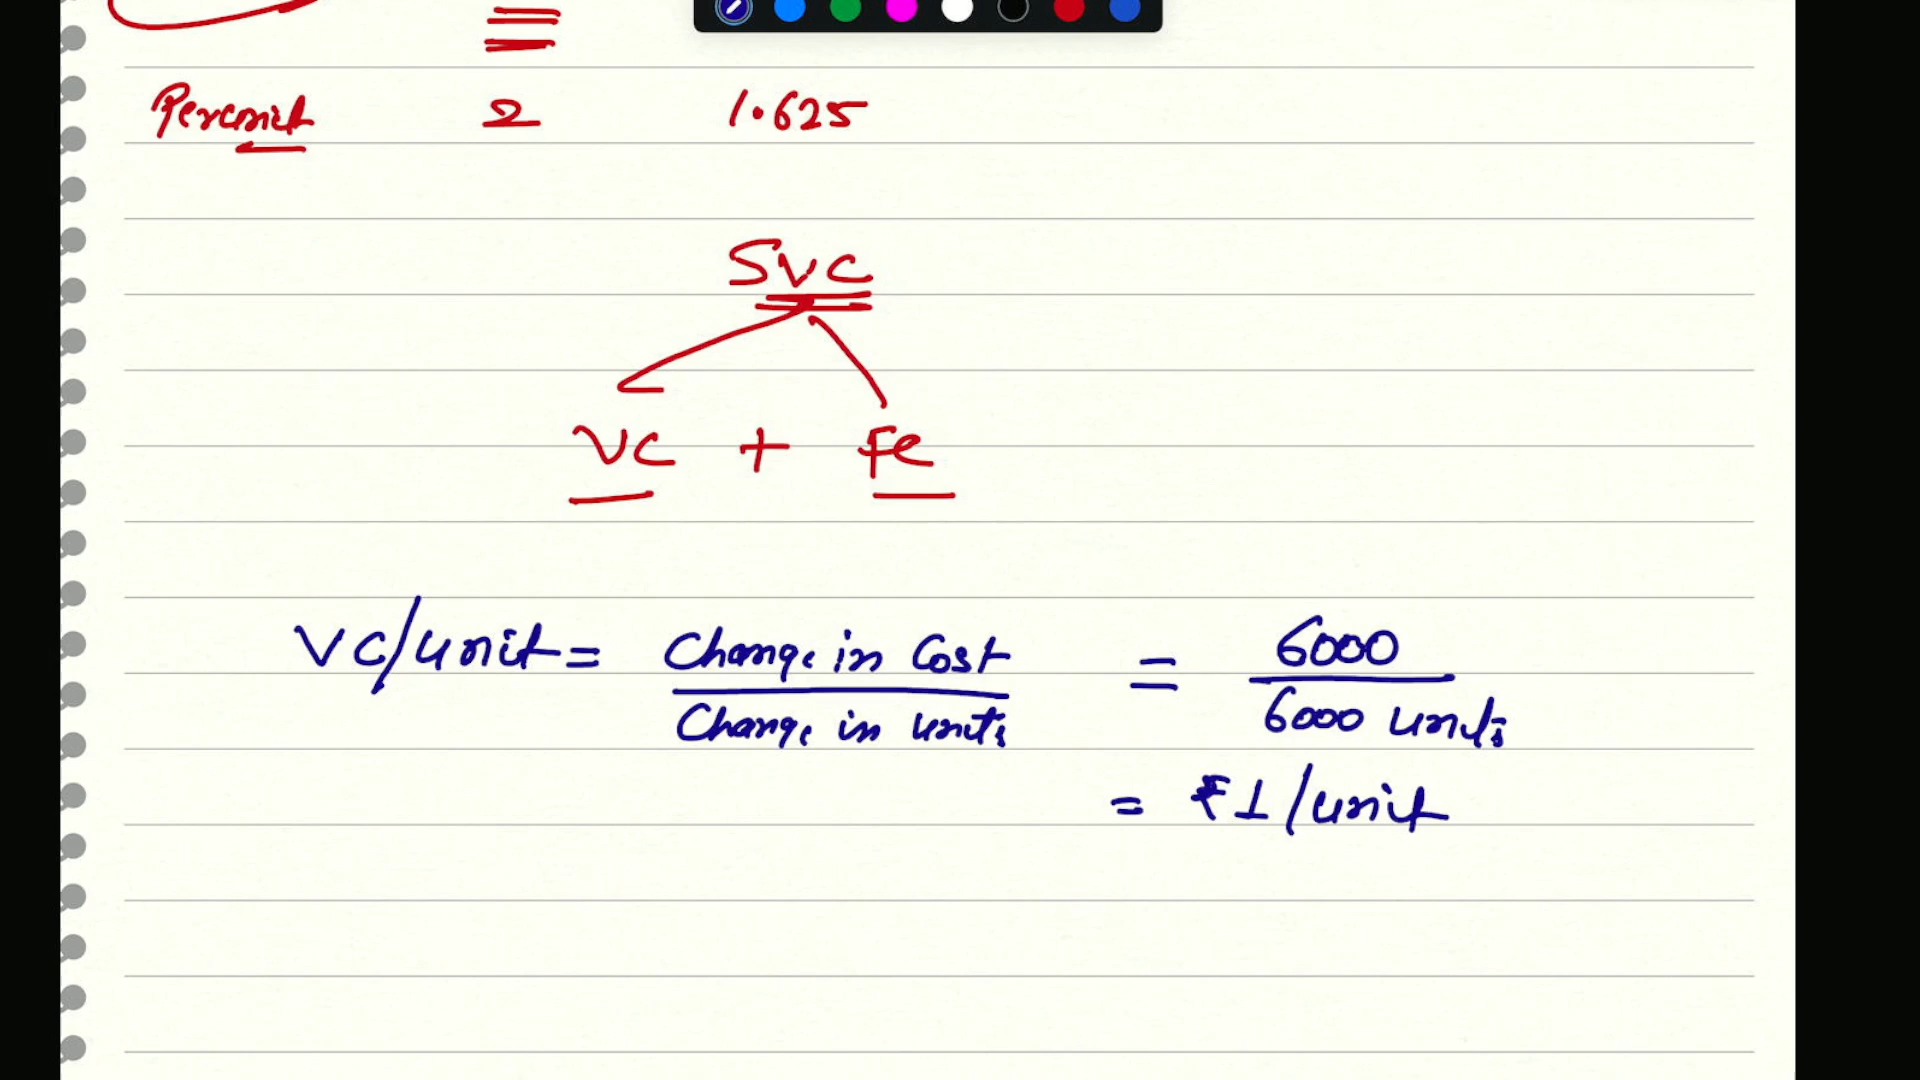 Perunit 2 1.625
SVC
VC + FC
VC/unit = Change in Cost = 6000
Change in units 6000 units
= ₹1/unit